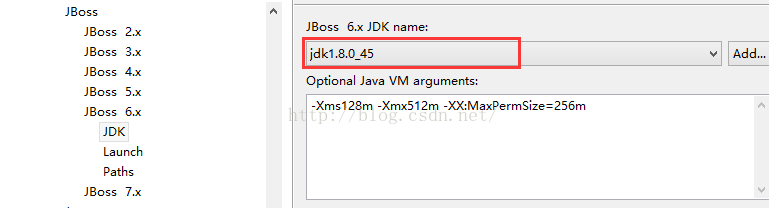 JBoss
JBoss 2.x
JBoss 3.x
JBoss 4.x
JBoss 5.x
JBoss 6.x
JDK
Launch
Paths
JBoss 7.x
JBoss 6.x JDK name:
jdk1.8.0_45
Add...
Optional Java VM arguments:
-Xms128m -Xmx512m -XX:MaxPermSize=256m
http://blog.csdn.net/